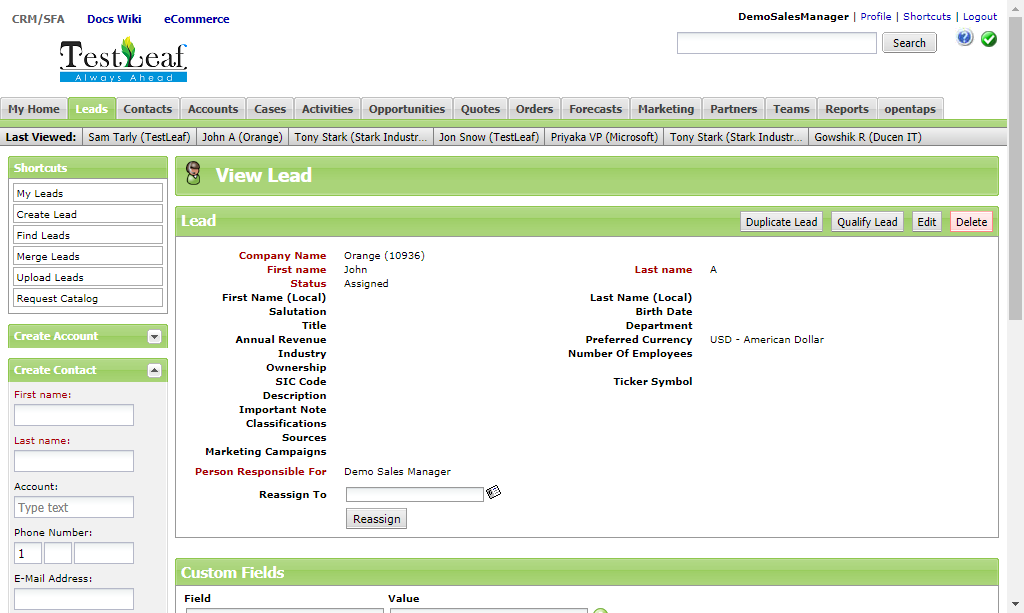 CRM/SFA Docs Wiki eCommerce
DemoSalesManager | Profile | Shortcuts | Logout
TestLeaf
Always Ahead
Search
My Home Leads Contacts Accounts Cases Activities Opportunities Quotes Orders Forecasts Marketing Partners Teams Reports opentaps
Last Viewed: Sam Tarly (TestLeaf) John A (Orange) Tony Stark (Stark Industr... Jon Snow (TestLeaf) Priyaka VP (Microsoft) Tony Stark (Stark Industr... Gowshik R (Ducen IT)
Shortcuts
My Leads
Create Lead
Find Leads
Merge Leads
Upload Leads
Request Catalog
Create Account
Create Contact
First name:
Last name:
Account:
Type text
Phone Number:
1
E-Mail Address:
View Lead
Lead Duplicate Lead Qualify Lead Edit Delete
Company Name Orange (10936)
First name John Last name A
Status Assigned
First Name (Local) Last Name (Local)
Salutation Birth Date
Title Department
Annual Revenue Preferred Currency USD - American Dollar
Industry Number Of Employees
Ownership
SIC Code Ticker Symbol
Description
Important Note
Classifications
Sources
Marketing Campaigns
Person Responsible For Demo Sales Manager
Reassign To
Reassign
Custom Fields
Field Value